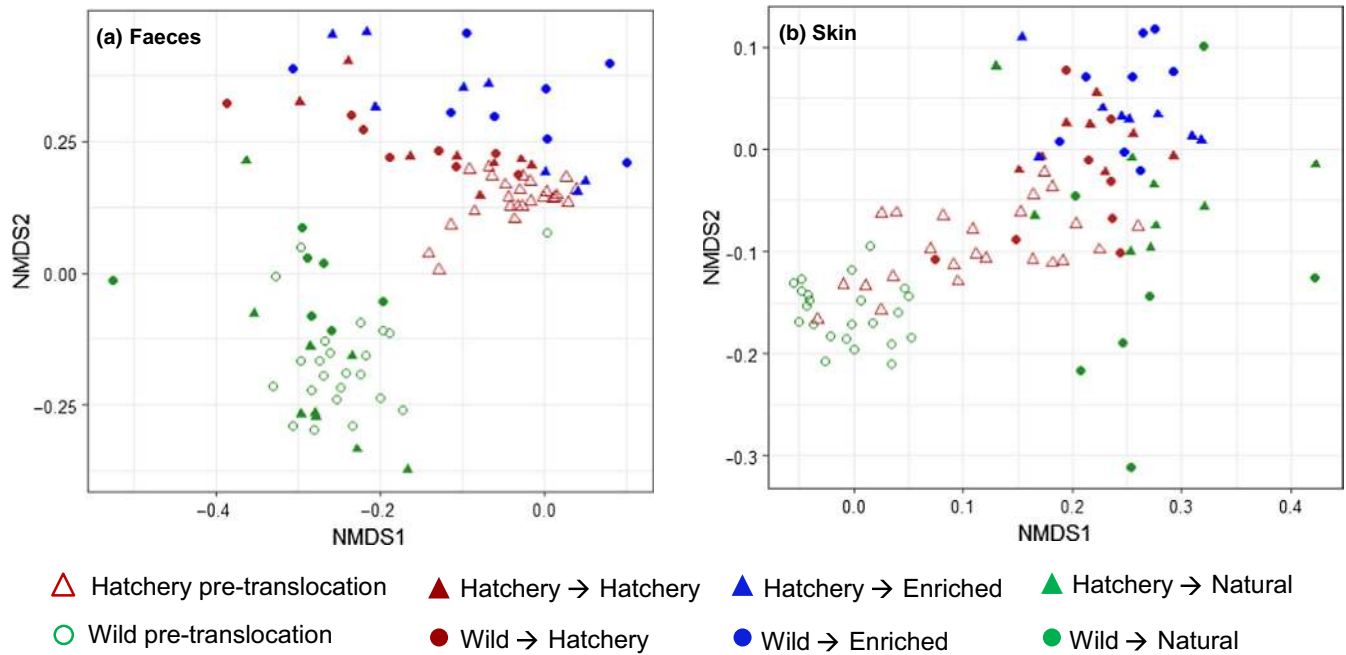 (a) Faeces
NMDS2
0.25
0.00
−0.25
−0.4
−0.2
0.0
NMDS1
(b) Skin
NMDS2
0.1
0.0
−0.1
−0.2
−0.3
0.0
0.1
0.2
0.3
0.4
NMDS1
Hatchery pre-translocation
Hatchery → Hatchery
Hatchery → Enriched
Hatchery → Natural
Wild pre-translocation
Wild → Hatchery
Wild → Enriched
Wild → Natural